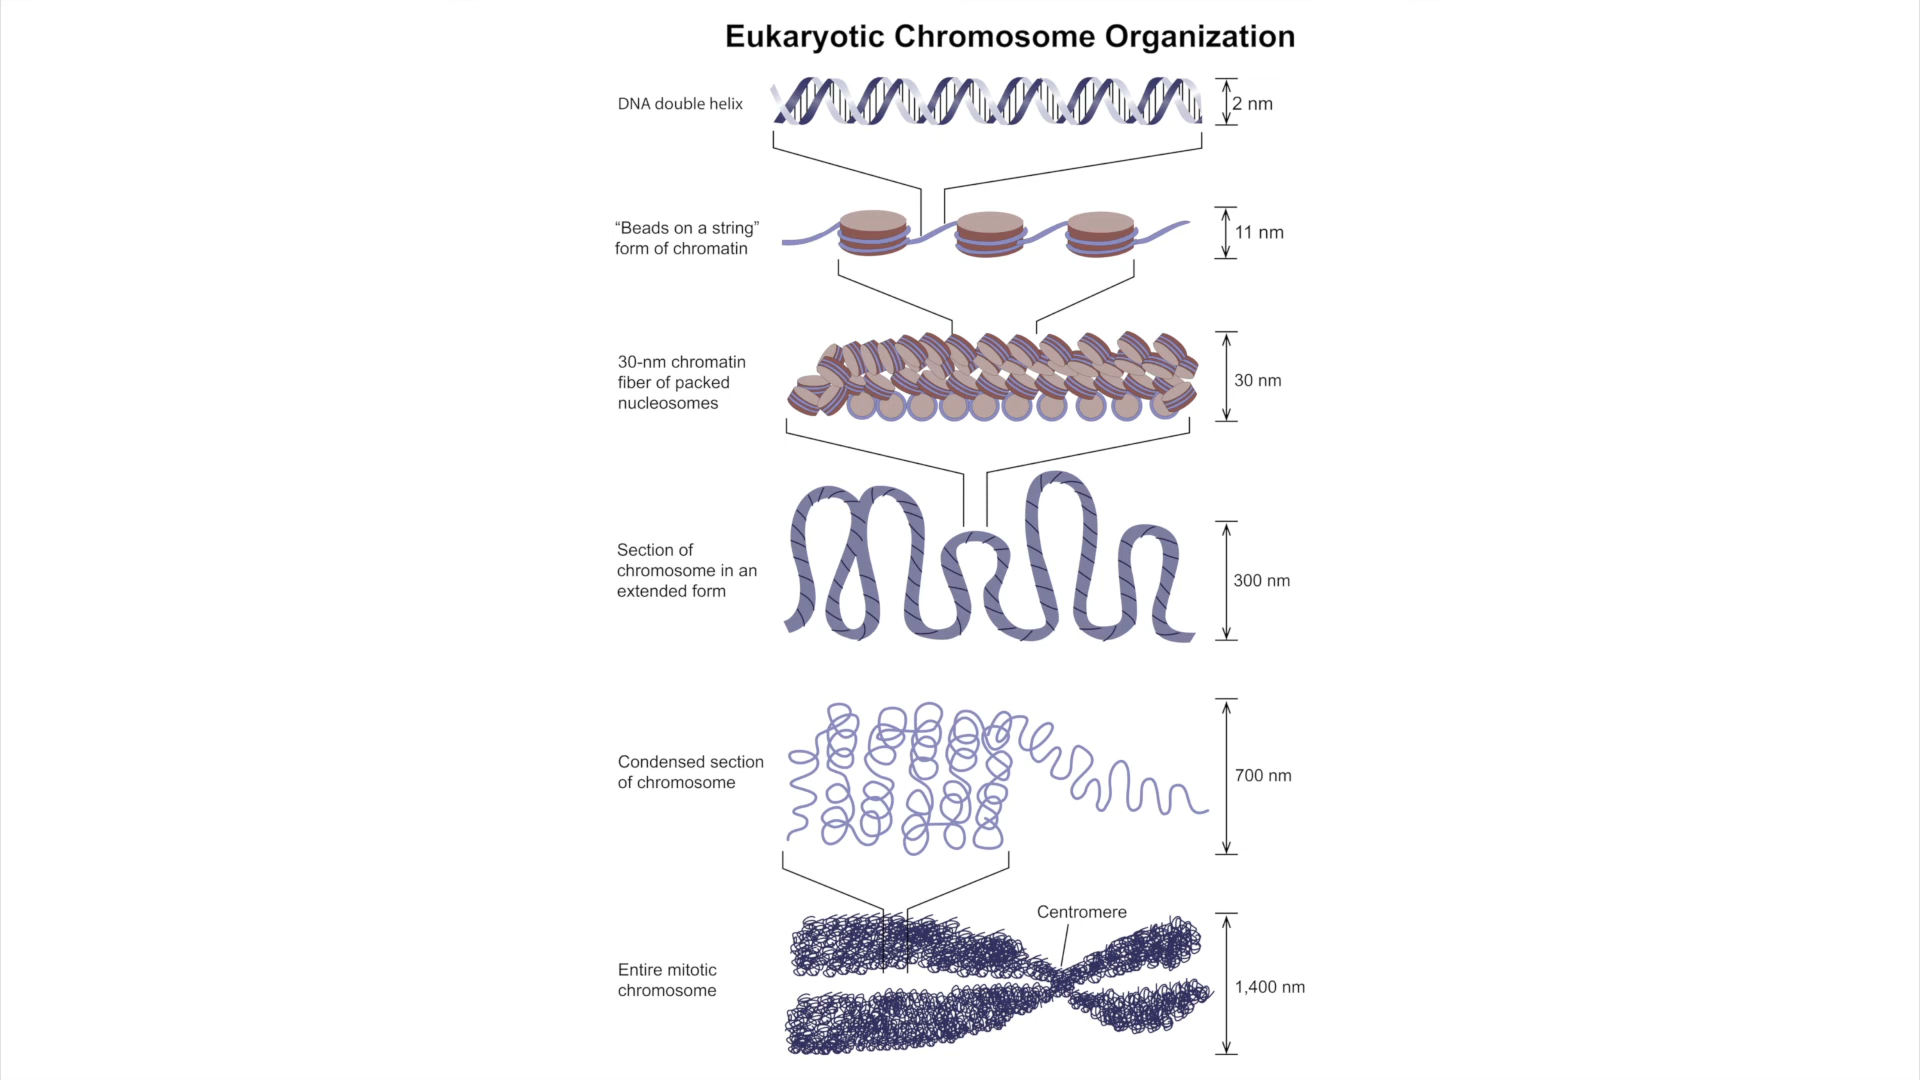 Eukaryotic Chromosome Organization
DNA double helix
2 nm
“Beads on a string”
form of chromatin
11 nm
30-nm chromatin
fiber of packed
nucleosomes
30 nm
Section of
chromosome in an
extended form
300 nm
Condensed section
of chromosome
700 nm
Centromere
Entire mitotic
chromosome
1,400 nm